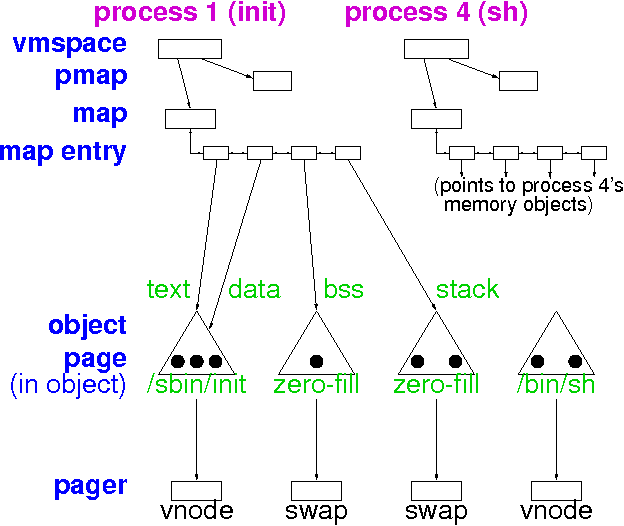 process 1 (init) process 4 (sh)
vmspace
pmap
map
map entry
(points to process 4's
memory objects)
text data bss stack
object
page
(in object) /sbin/init zero-fill zero-fill /bin/sh
pager
vnode swap swap vnode